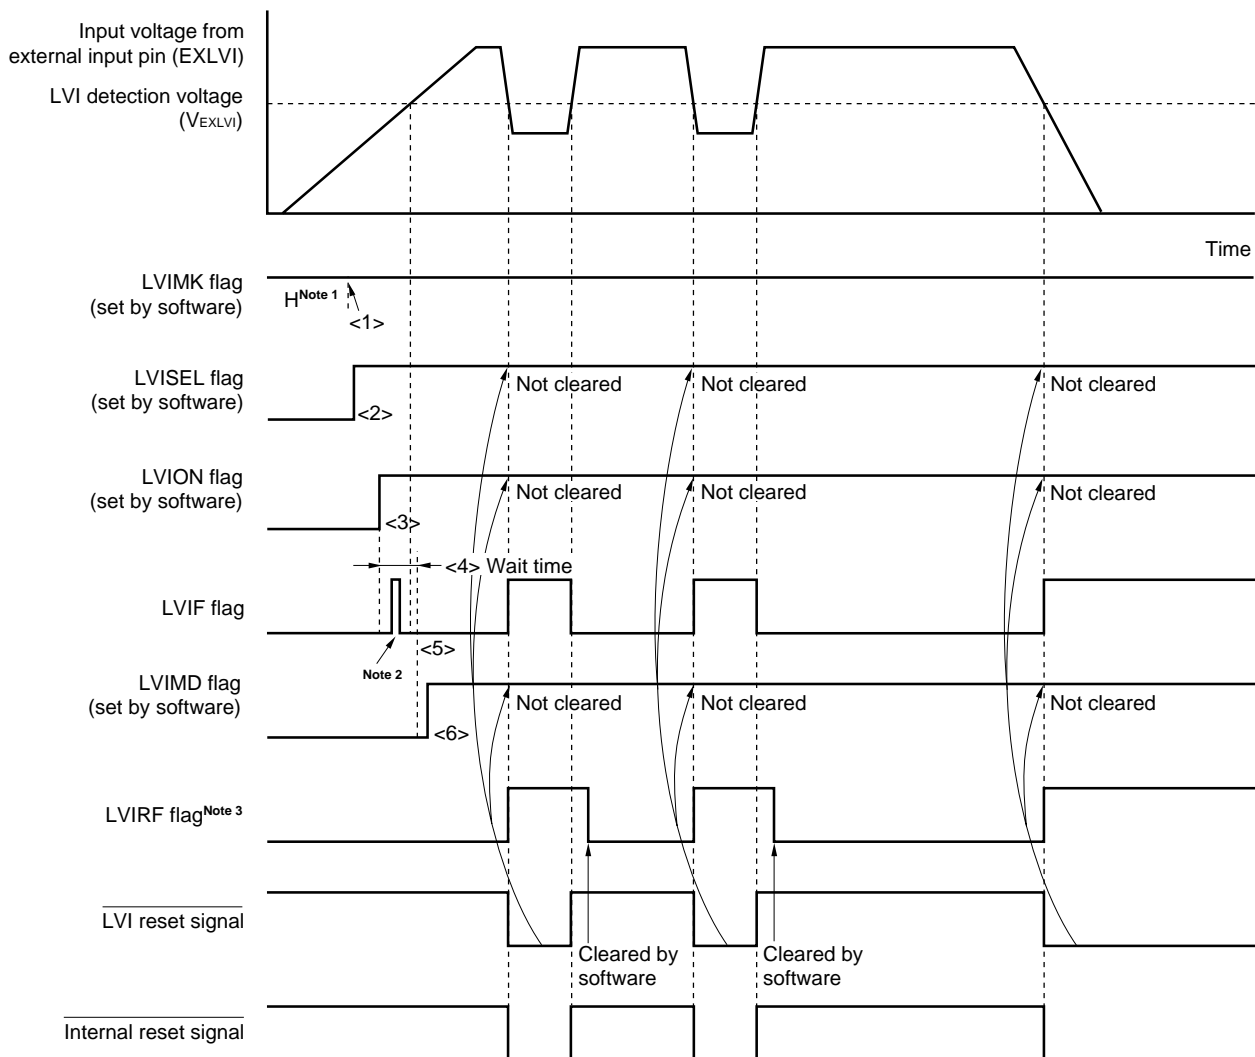 Input voltage from
external input pin (EXLVI)
LVI detection voltage
(VEXLVI)
Time
LVIMK flag
(set by software)
HNote 1
<1>
LVISEL flag
(set by software)
<2>
Not cleared
Not cleared
Not cleared
LVION flag
(set by software)
<3>
Not cleared
Not cleared
Not cleared
<4> Wait time
LVIF flag
Note 2
<5>
LVIMD flag
(set by software)
<6>
Not cleared
Not cleared
Not cleared
LVIRF flagNote 3
LVI reset signal
Cleared by
software
Cleared by
software
Internal reset signal